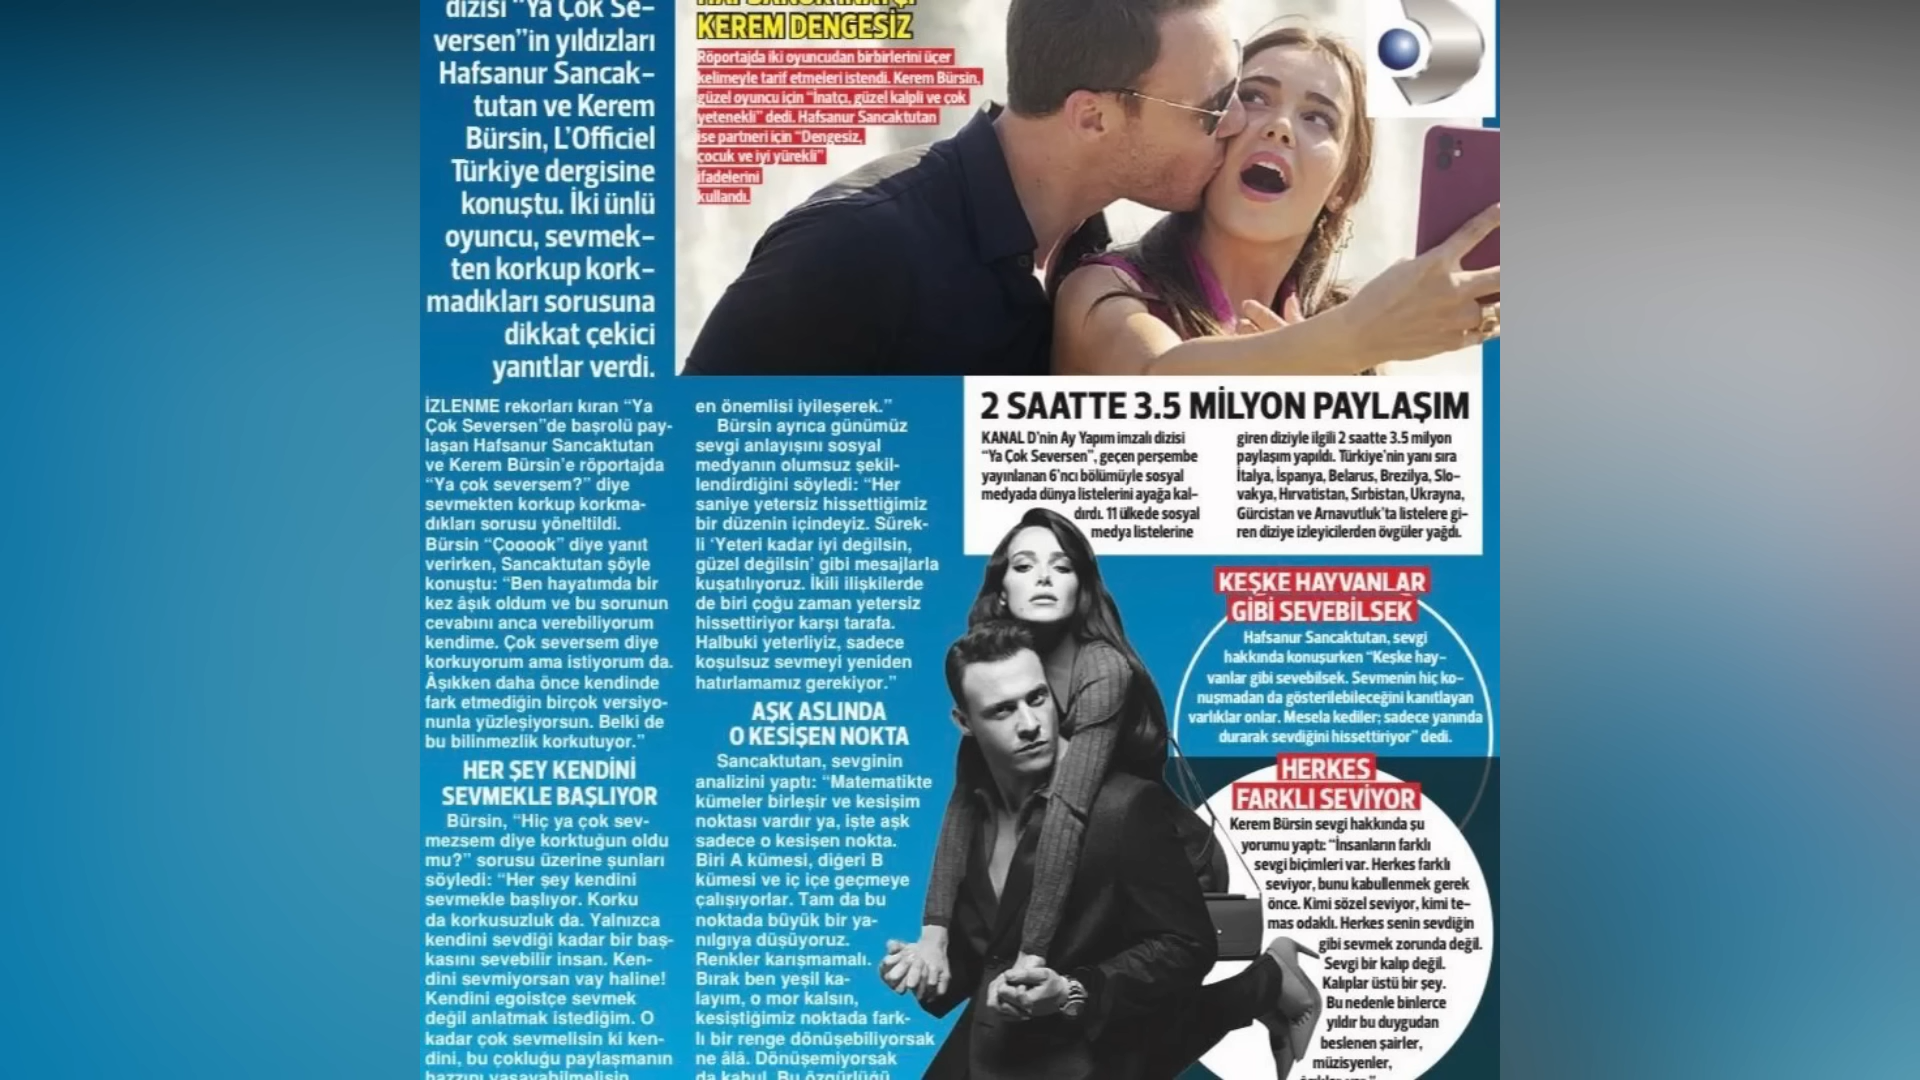 dizisi “Ya Çok Se-
versen”in yıldızları
Hafsanur Sancak-
tutan ve Kerem
Bürsin, L’Officiel
Türkiye dergisine
konuştu. İki ünlü
oyuncu, sevmek-
ten korkup kork-
madıkları sorusuna
dikkat çekici
yanıtlar verdi.
HAFSANUR İNATÇI
KEREM DENGESİZ
Röportajda iki oyuncudan birbirlerini üçer
kelimeyle tarif etmeleri istendi. Kerem Bürsin,
güzel oyuncu için “İnatçı, güzel kalpli ve çok
yetenekli” dedi. Hafsanur Sancaktutan
ise partneri için “Dengesiz,
çocuk ve iyi yürekli”
ifadelerini
kullandı.
İZLENME rekorları kıran “Ya
Çok Seversen”de başrolü pay-
laşan Hafsanur Sancaktutan
ve Kerem Bürsin’e röportajda
“Ya çok seversem?” diye
sevmekten korkup korkma-
dıkları sorusu yöneltildi.
Bürsin “Çooook” diye yanıt
verirken, Sancaktutan şöyle
konuştu: “Ben hayatımda bir
kez âşık oldum ve bu sorunun
cevabını anca verebiliyorum
kendime. Çok seversem diye
korkuyorum ama istiyorum da.
Âşıkken daha önce kendinde
fark etmediğin birçok versiyo-
nunla yüzleşiyorsun. Belki de
bu bilinmezlik korkutuyor.”
HER ŞEY KENDİNİ
SEVMEKLE BAŞLIYOR
Bürsin, “Hiç ya çok sev-
mezsem diye korktuğun oldu
mu?” sorusu üzerine şunları
söyledi: “Her şey kendini
sevmekle başlıyor. Korku
da korkusuzluk da. Yalnızca
kendini sevdiği kadar bir baş-
kasını sevebilir insan. Ken-
dini sevmiyorsan vay haline!
Kendini egoistçe sevmek
değil anlatmak istediğim. O
kadar çok sevmelisin ki ken-
dini, bu çokluğu paylaşmanın
hazzını yaşayabilmelisin
en önemlisi iyileşerek.”
Bürsin ayrıca günümüz
sevgi anlayışını sosyal
medyanın olumsuz şekil-
lendirdiğini söyledi: “Her
saniye yetersiz hissettiğimiz
bir düzenin içindeyiz. Sürek-
li ‘Yeteri kadar iyi değilsin,
güzel değilsin’ gibi mesajlarla
kuşatılıyoruz. İkili ilişkilerde
de biri çoğu zaman yetersiz
hissettiriyor karşı tarafa.
Halbuki yeterliyiz, sadece
koşulsuz sevmeyi yeniden
hatırlamamız gerekiyor.”
AŞK ASLINDA
O KESİŞEN NOKTA
Sancaktutan, sevginin
analizini yaptı: “Matematikte
kümeler birleşir ve kesişim
noktası vardır ya, işte aşk
sadece o kesişen nokta.
Biri A kümesi, diğeri B
kümesi ve iç içe geçmeye
çalışıyorlar. Tam da bu
noktada büyük bir ya-
nılgıya düşüyoruz.
Renkler karışmamalı.
Bırak ben yeşil ka-
layım, o mor kalsın,
kesiştiğimiz noktada fark-
lı bir renge dönüşebiliyorsak
ne âlâ. Dönüşemiyorsak
da kabul. Bu özgürlüğü
2 SAATTE 3.5 MİLYON PAYLAŞIM
KANAL D’nin Ay Yapım imzalı dizisi
“Ya Çok Seversen”, geçen perşembe
yayınlanan 6’ncı bölümüyle sosyal
medyada dünya listelerini ayağa kal-
dırdı. 11 ülkede sosyal
medya listelerine
giren diziyle ilgili 2 saatte 3.5 milyon
paylaşım yapıldı. Türkiye’nin yanı sıra
İtalya, İspanya, Belarus, Brezilya, Slo-
vakya, Hırvatistan, Sırbistan, Ukrayna,
Gürcistan ve Arnavutluk’ta listelere gi-
ren diziye izleyicilerden övgüler yağdı.
KEŞKE HAYVANLAR
GİBİ SEVEBİLSEK
Hafsanur Sancaktutan, sevgi
hakkında konuşurken “Keşke hay-
vanlar gibi sevebilsek. Sevmenin hiç ko-
nuşmadan da gösterilebileceğini kanıtlayan
varlıklar onlar. Mesela kediler; sadece yanında
durarak sevdiğini hissettiriyor” dedi.
HERKES
FARKLI SEVİYOR
Kerem Bürsin sevgi hakkında şu
yorumu yaptı: “İnsanların farklı
sevgi biçimleri var. Herkes farklı
seviyor, bunu kabullenmek gerek
önce. Kimi sözel seviyor, kimi te-
mas odaklı. Herkes senin sevdiğin
gibi sevmek zorunda değil.
Sevgi bir kalıp değil.
Kalıplar üstü bir şey.
Bu nedenle binlerce
yıldır bu duygudan
beslenen şairler,
müzisyenler,